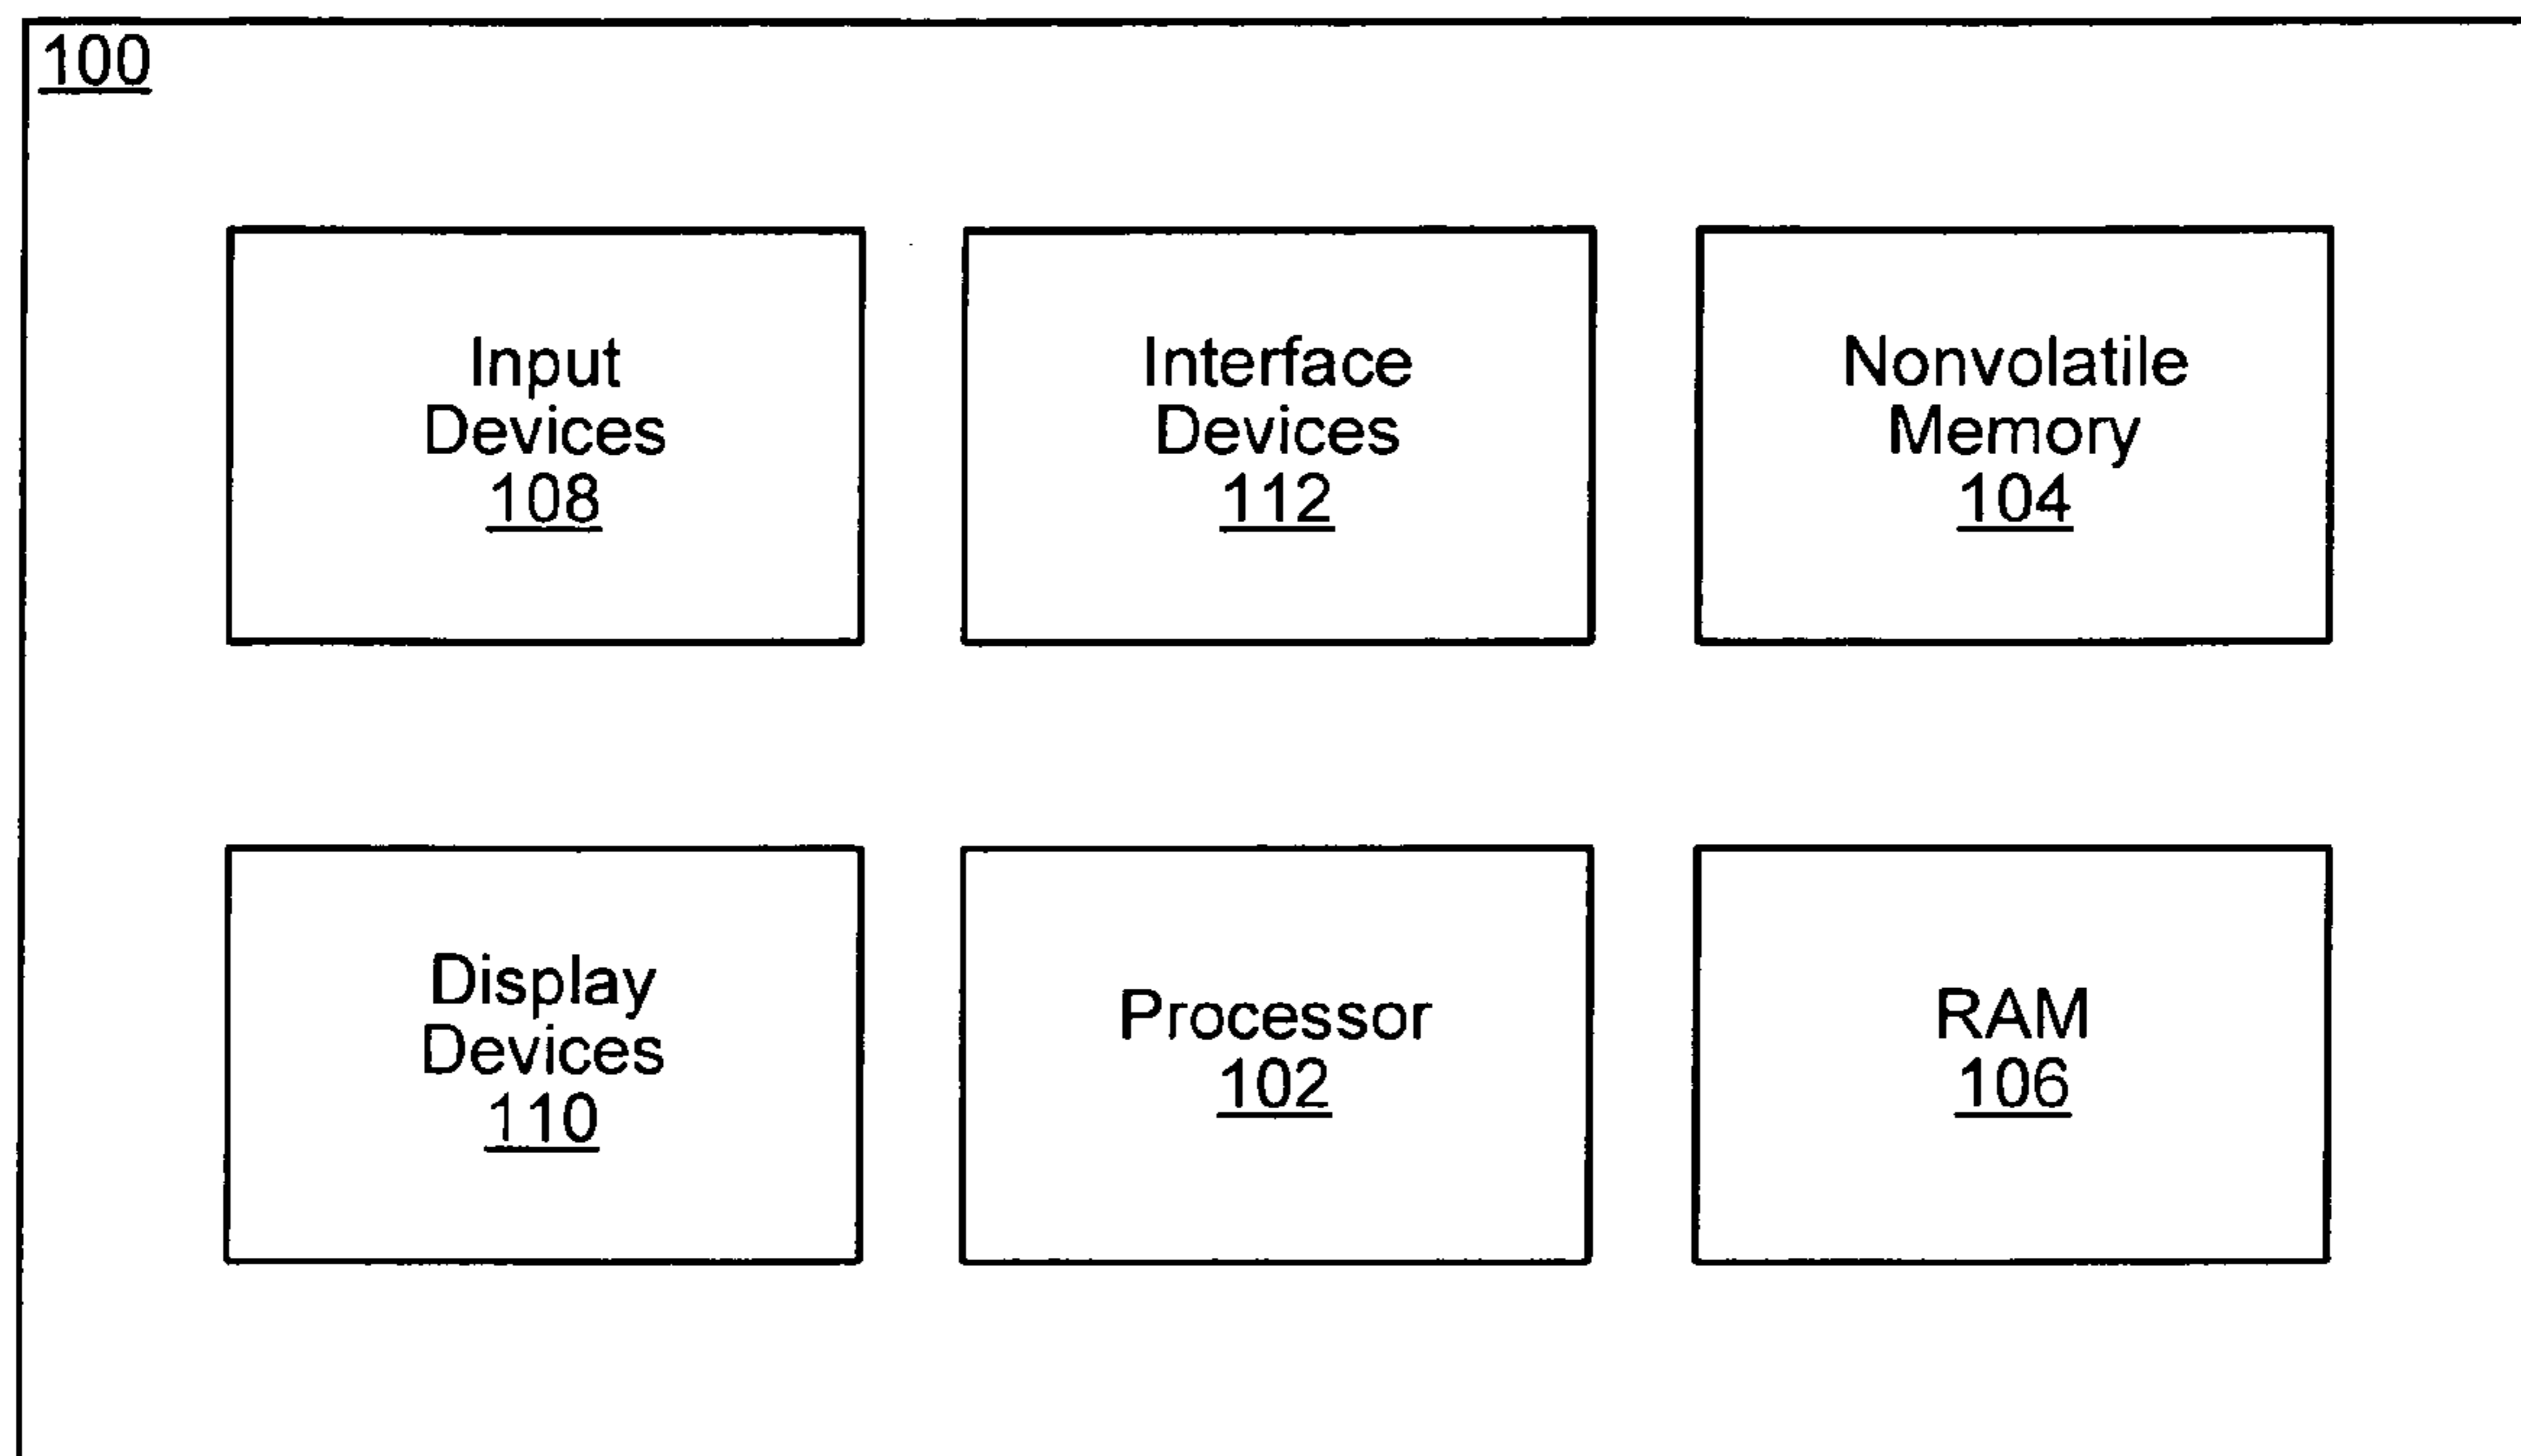 100
Input
Devices
108
Interface
Devices
112
Nonvolatile
Memory
104
Display
Devices
110
Processor
102
RAM
106